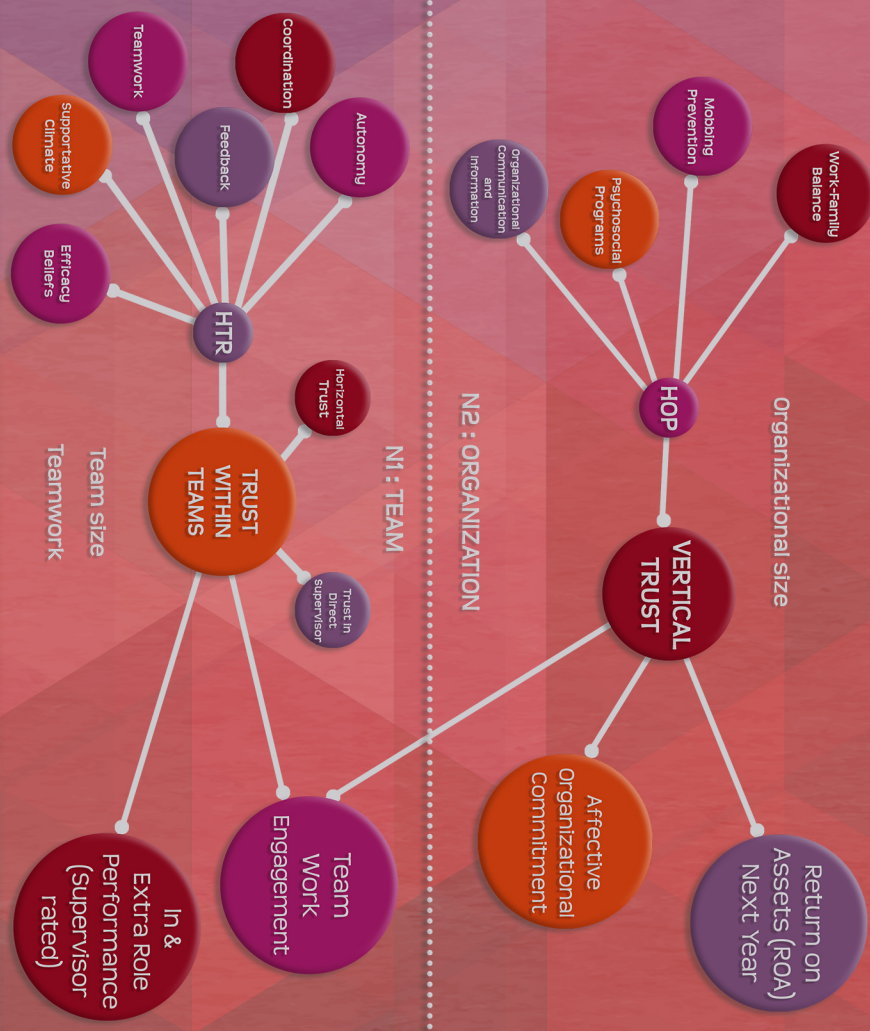 Work-Family
Balance
Mobbing
Prevention
Psychosocial
Programs
Organizational
Communication
and
Information
HOP
Organizational size
VERTICAL
TRUST
Return on
Assets (ROA)
Next Year
Affective
Organizational
Commitment
N2 : ORGANIZATION
N1 : TEAM
Autonomy
Coordination
Feedback
Teamwork
Supportative
Climate
Efficacy
Beliefs
HTR
Horizontal
Trust
TRUST
WITHIN
TEAMS
Trust in
Direct
supervisor
Team size
Teamwork
Team
Work
Engagement
In &
Extra Role
Performance
(Supervisor
rated)